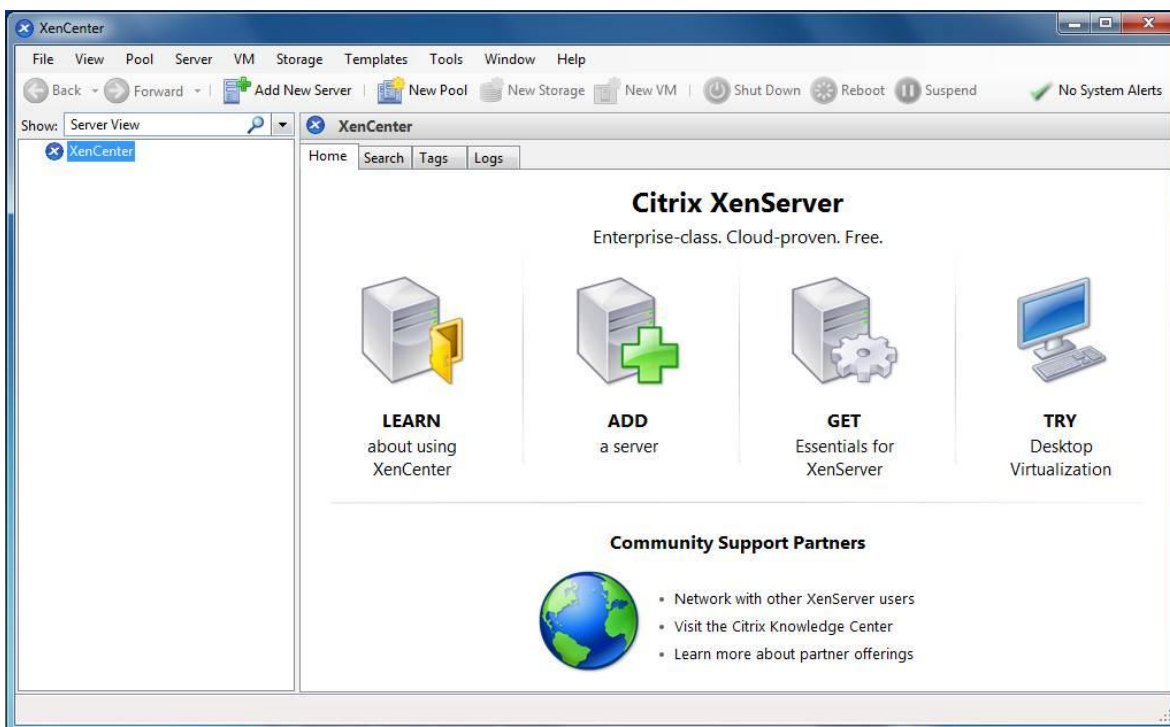 XenCenter
File View Pool Server VM Storage Templates Tools Window Help
Back Forward Add New Server New Pool New Storage New VM Shut Down Reboot Suspend No System Alerts
Show: Server View XenCenter
XenCenter
Home Search Tags Logs
Citrix XenServer
Enterprise-class. Cloud-proven. Free.
LEARN
about using
XenCenter
ADD
a server
GET
Essentials for
XenServer
TRY
Desktop
Virtualization
Community Support Partners
Network with other XenServer users
Visit the Citrix Knowledge Center
Learn more about partner offerings